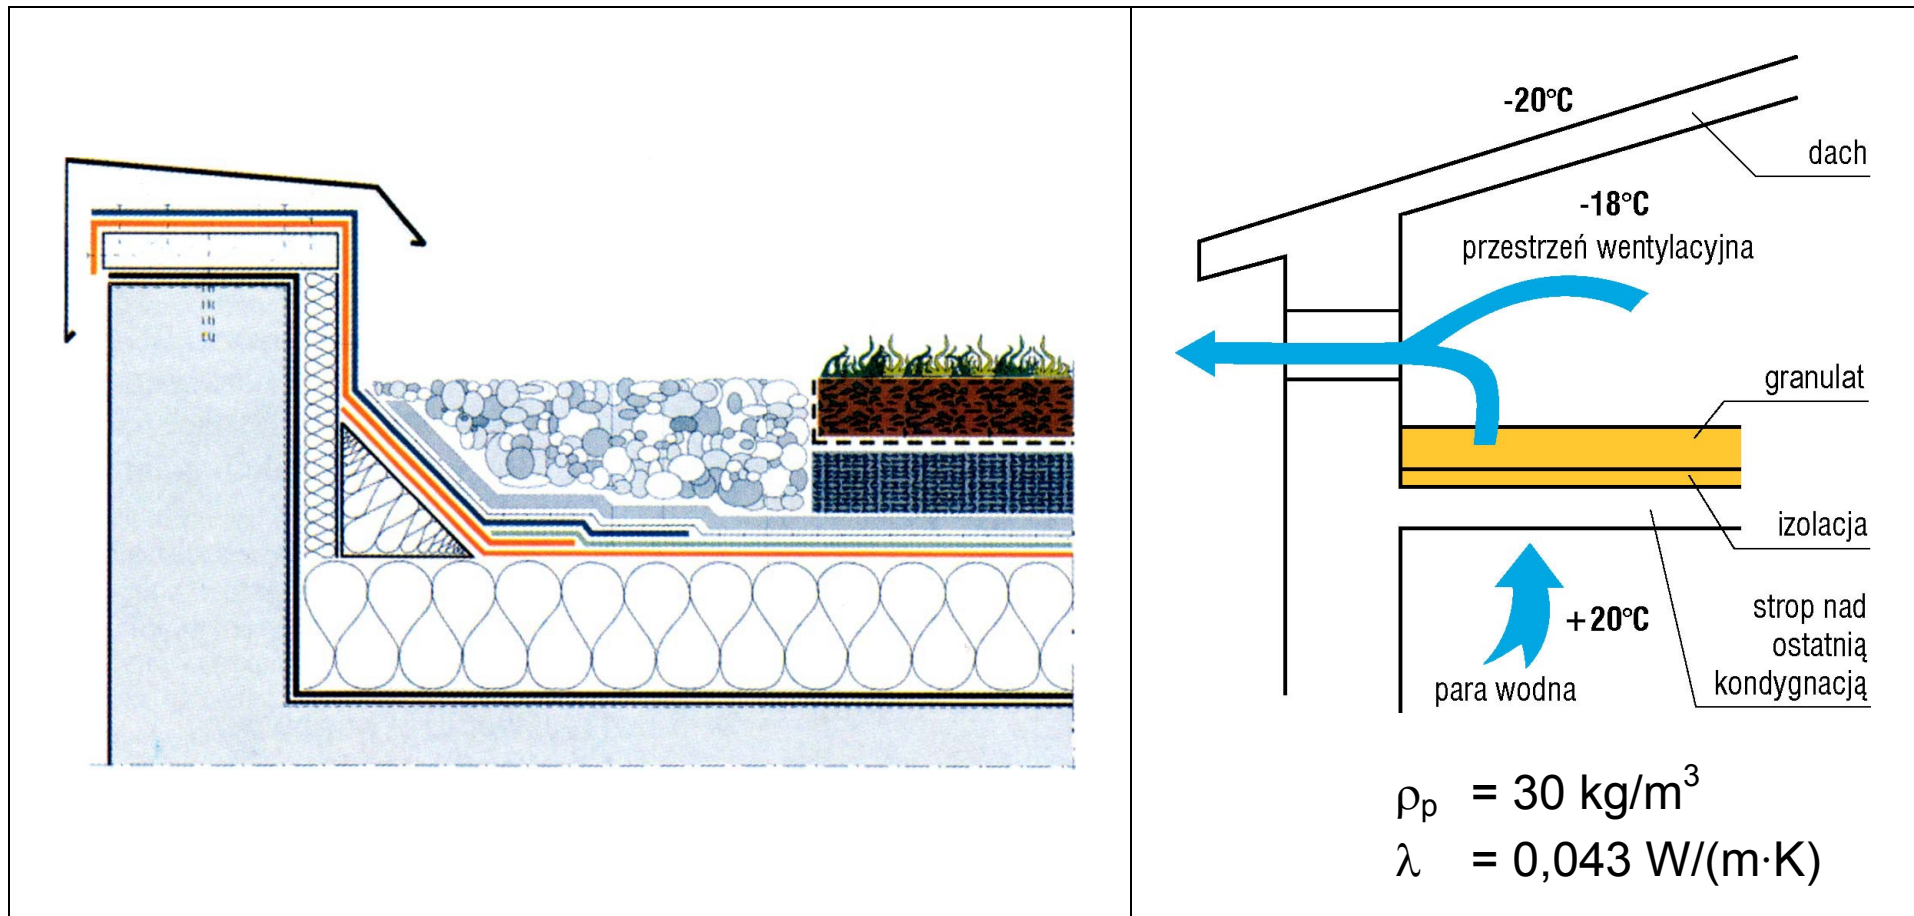 -20°C
dach
-18°C
przestrzeń wentylacyjna
granulat
izolacja
+20°C
strop nad
ostatnią
kondygnacją
para wodna
ρp = 30 kg/m³
λ = 0,043 W/(m·K)